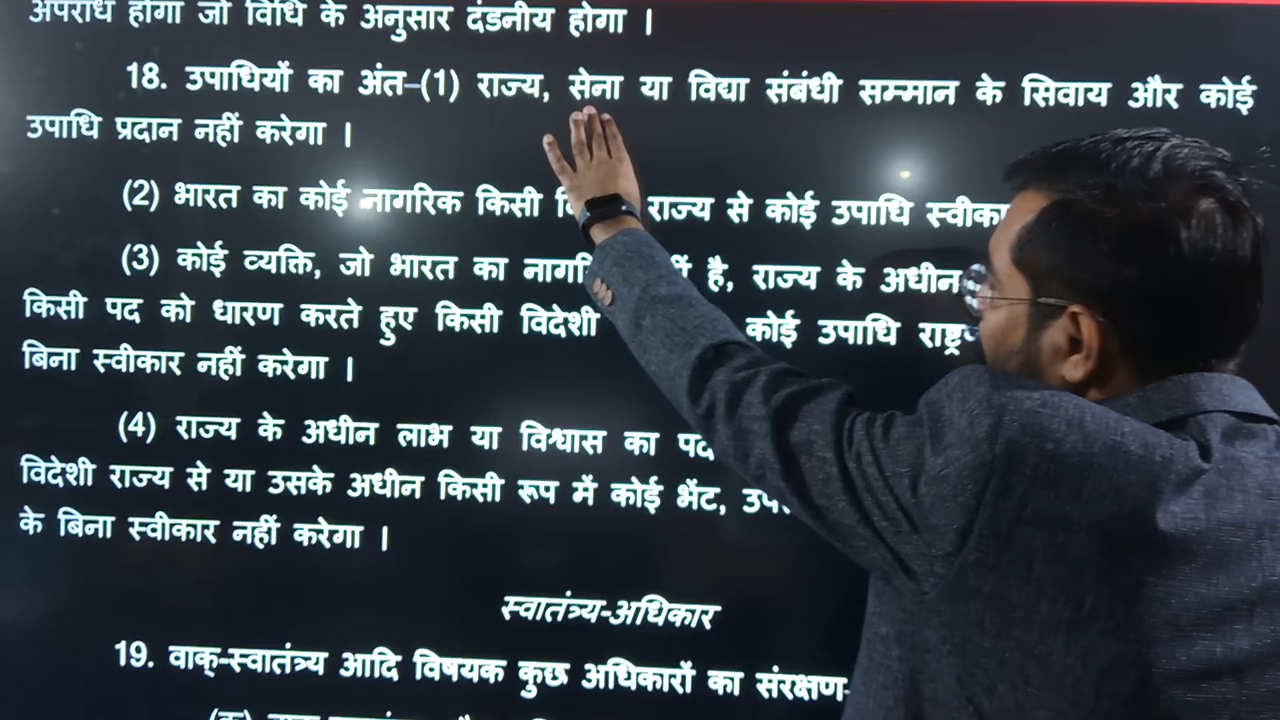 अपराध होगा जो विधि के अनुसार दंडनीय होगा ।
18. उपाधियों का अंत–(1) राज्य, सेना या विद्या संबंधी सम्मान के सिवाय और कोई
उपाधि प्रदान नहीं करेगा ।
(2) भारत का कोई नागरिक किसी राज्य से कोई उपाधि
(3) कोई व्यक्ति, जो भारत का है, राज्य के अधीन
किसी पद को धारण करते हुए किसी विदेशी कोई उपाधि
बिना स्वीकार नहीं करेगा ।
(4) राज्य के अधीन लाभ या विश्वास का पद
विदेशी राज्य से या उसके अधीन किसी रूप में कोई भेंट,
के बिना स्वीकार नहीं करेगा ।
स्वातंत्र्य-अधिकार
19. वाक्-स्वातंत्र्य आदि विषयक कुछ अधिकारों का संरक्षण-